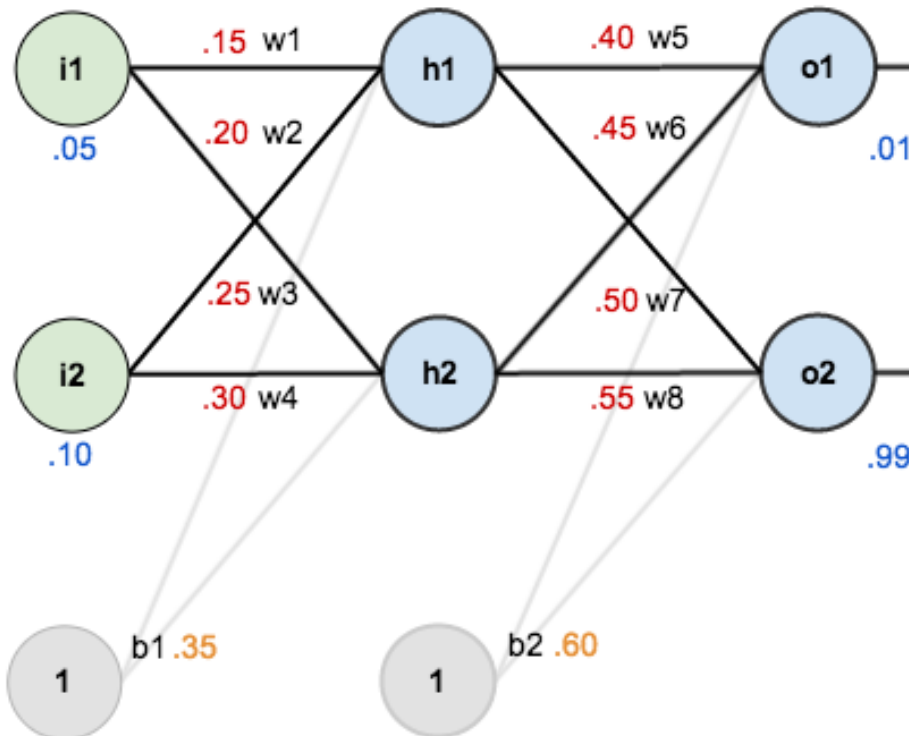 .15 w1 .40 w5
i1 h1 o1
.20 w2 .45 w6
.05 .01
.25 w3 .50 w7
i2 h2 o2
.30 w4 .55 w8
.10 .99
b1 .35 b2 .60
1 1